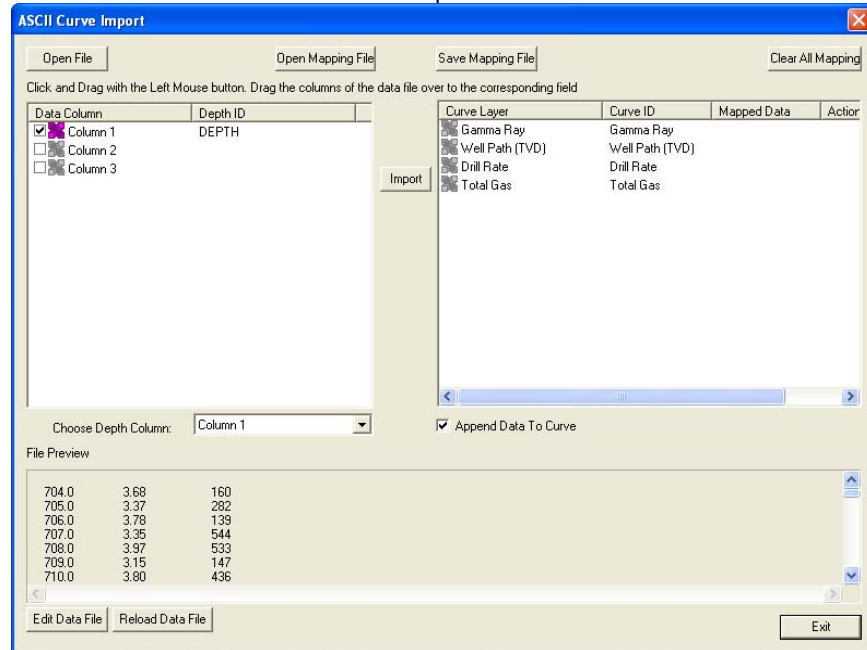 ASCII Curve Import
Open File Open Mapping File Save Mapping File Clear All Mapping
Click and Drag with the Left Mouse button. Drag the columns of the data file over to the corresponding field
Data Column Depth ID
Column 1 DEPTH
Column 2
Column 3
Import
Curve Layer Curve ID Mapped Data Action
Gamma Ray Gamma Ray
Well Path (TVD) Well Path (TVD)
Drill Rate Drill Rate
Total Gas Total Gas
Choose Depth Column: Column 1
Append Data To Curve
File Preview
704.0 3.68 160
705.0 3.37 282
706.0 3.78 139
707.0 3.35 544
708.0 3.97 533
709.0 3.15 147
710.0 3.80 436
Edit Data File Reload Data File Exit